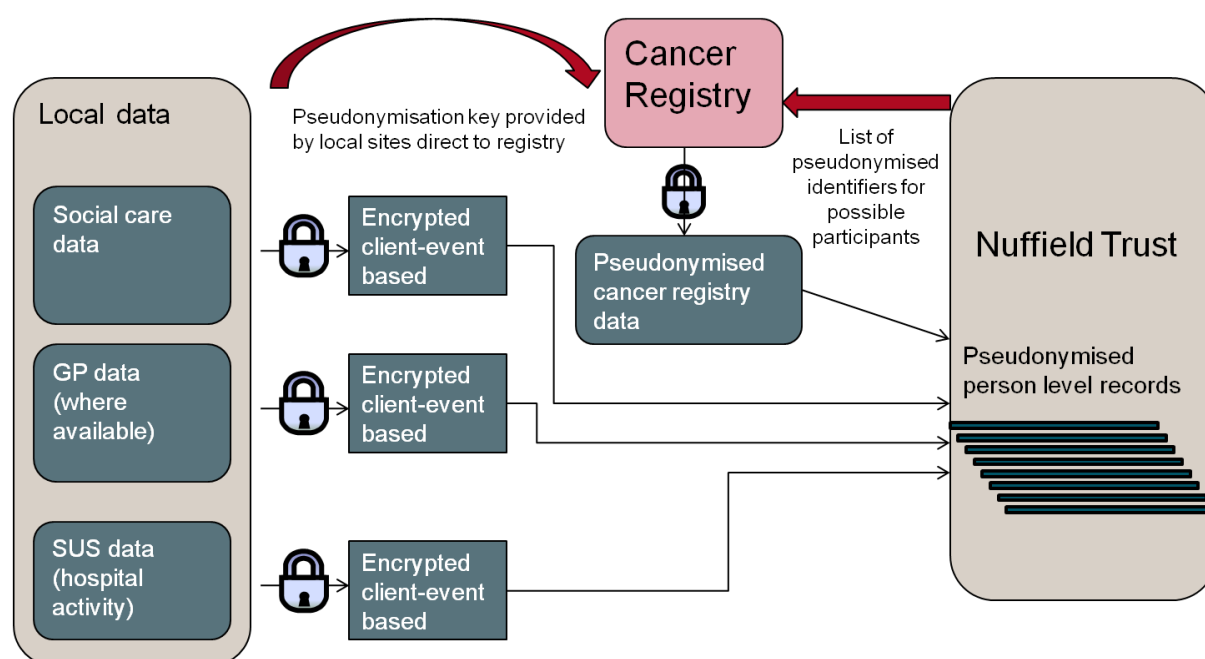 Local data
Social care
data
GP data
(where
available)
SUS data
(hospital
activity)
Pseudonymisation key provided
by local sites direct to registry
Encrypted
client-event
based
Encrypted
client-event
based
Encrypted
client-event
based
Cancer
Registry
Pseudonymised
cancer registry
data
List of
pseudonymised
identifiers for
possible
participants
Nuffield Trust
Pseudonymised
person level records